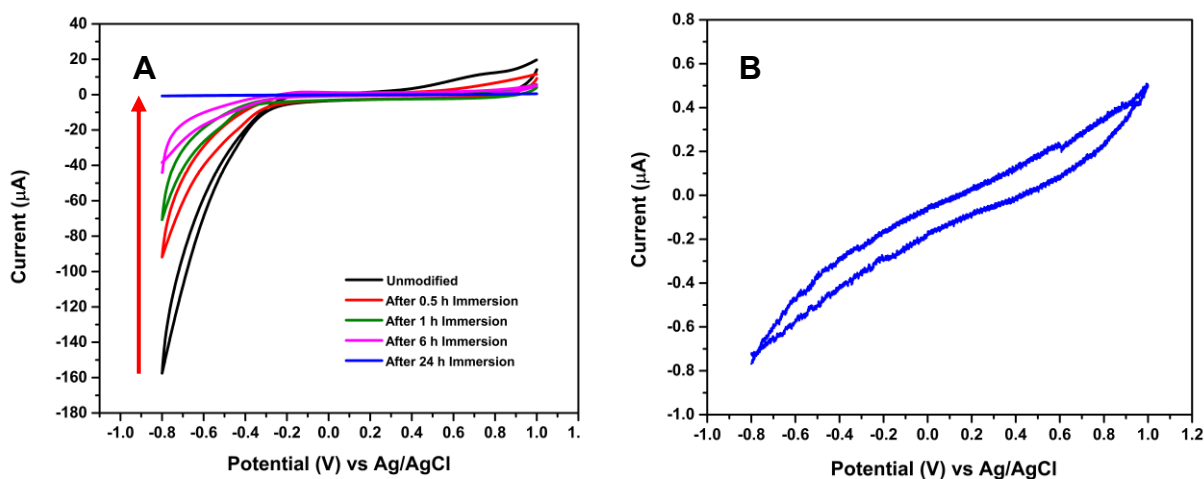 A
40
20
0
-20
-40
-60
-80
-100
-120
-140
-160
-180
Current (μA)
Unmodified
After 0.5 h Immersion
After 1 h Immersion
After 6 h Immersion
After 24 h Immersion
-1.0 -0.8 -0.6 -0.4 -0.2 0.0 0.2 0.4 0.6 0.8 1.0 1.
Potential (V) vs Ag/AgCl
B
0.8
0.6
0.4
0.2
0.0
-0.2
-0.4
-0.6
-0.8
-1.0
Current (μA)
-1.0 -0.8 -0.6 -0.4 -0.2 0.0 0.2 0.4 0.6 0.8 1.0 1.2
Potential (V) vs Ag/AgCl